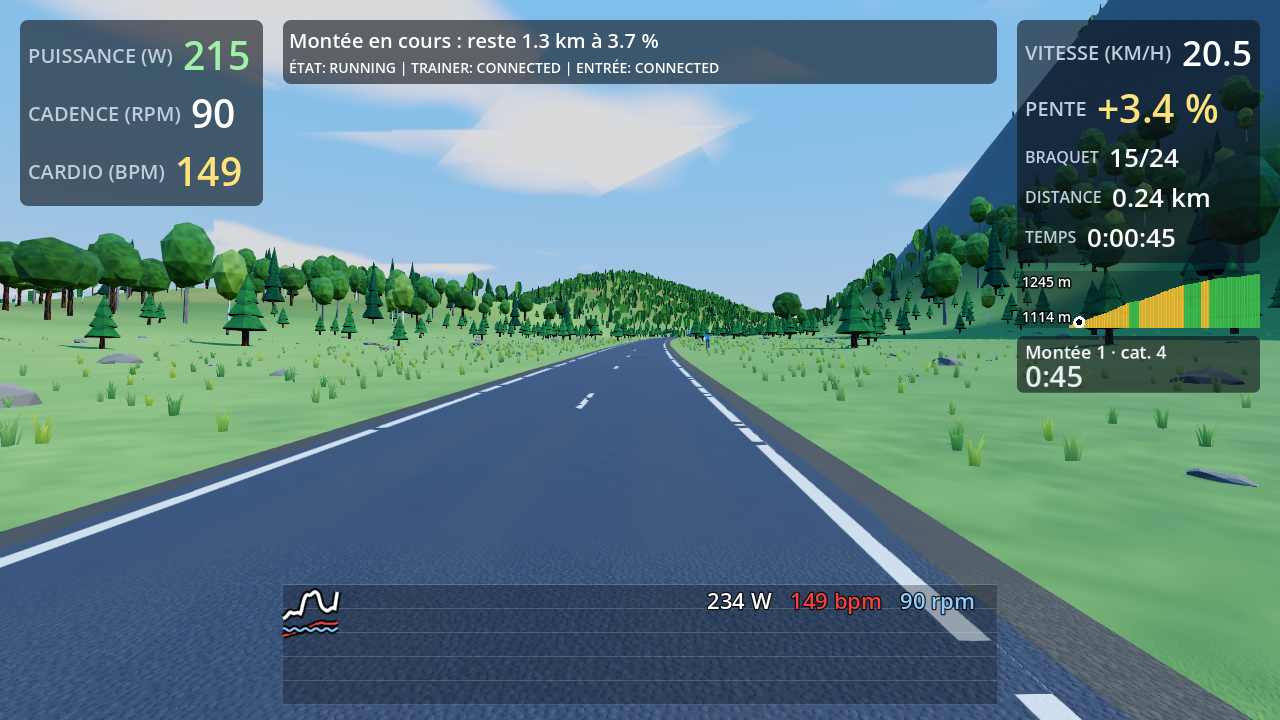 PUISSANCE (W) 215
CADENCE (RPM) 90
CARDIO (BPM) 149
Montée en cours : reste 1.3 km à 3.7 %
ÉTAT: RUNNING | TRAINER: CONNECTED | ENTRÉE: CONNECTED
VITESSE (KM/H) 20.5
PENTE +3.4 %
BRAQUET 15/24
DISTANCE 0.24 km
TEMPS 0:00:45
1245 m
1114 m
Montée 1 · cat. 4
0:45
234 W 149 bpm 90 rpm